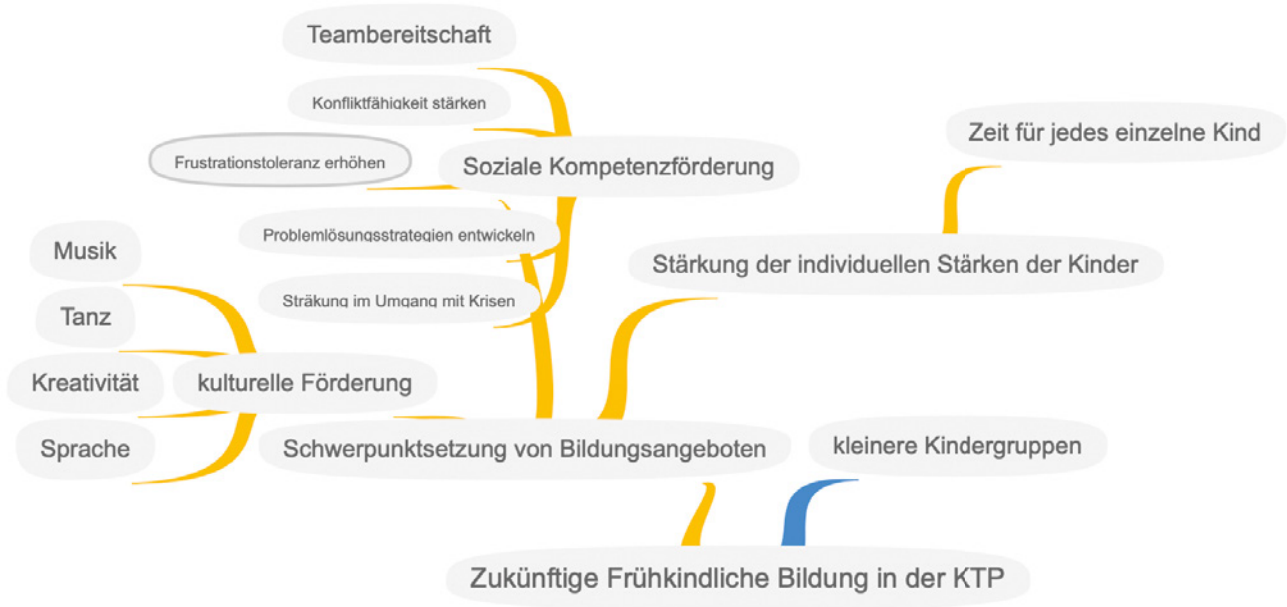 Teambereitschaft
Konfliktfähigkeit stärken
Zeit für jedes einzelne Kind
Frustrationstoleranz erhöhen
Soziale Kompetenzförderung
Problemlösungsstrategien entwickeln
Musik
Stärkung der individuellen Stärken der Kinder
Sträkung im Umgang mit Krisen
Tanz
Kreativität
kulturelle Förderung
Sprache
Schwerpunktsetzung von Bildungsangeboten
kleinere Kindergruppen
Zukünftige Frühkindliche Bildung in der KTP